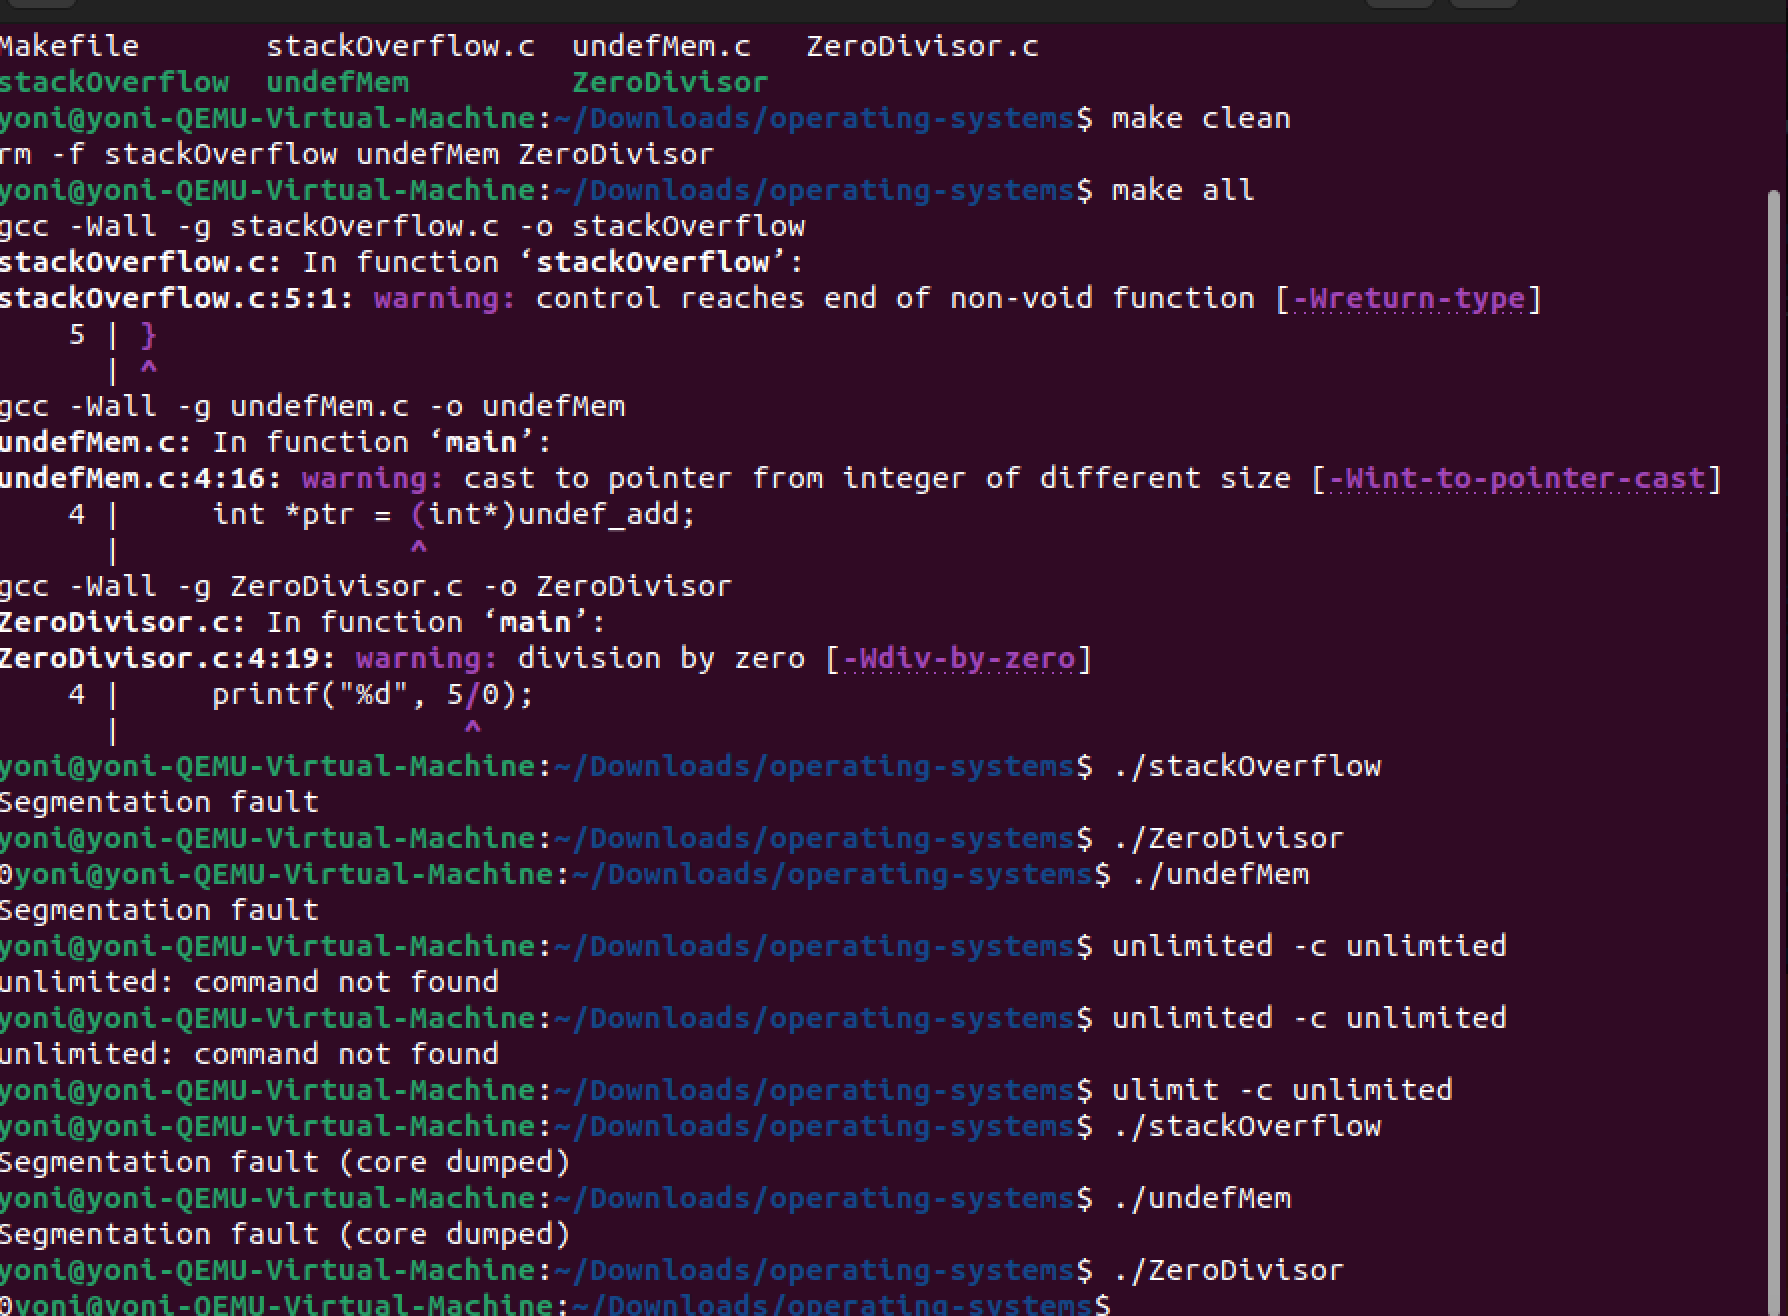 Makefile       stackOverflow.c  undefMem.c   ZeroDivisor.c
stackOverflow  undefMem         ZeroDivisor
yoni@yoni-QEMU-Virtual-Machine:~/Downloads/operating-systems$ make clean
rm -f stackOverflow undefMem ZeroDivisor
yoni@yoni-QEMU-Virtual-Machine:~/Downloads/operating-systems$ make all
gcc -Wall -g stackOverflow.c -o stackOverflow
stackOverflow.c: In function ‘stackOverflow’:
stackOverflow.c:5:1: warning: control reaches end of non-void function [-Wreturn-type]
    5 | }
      | ^
gcc -Wall -g undefMem.c -o undefMem
undefMem.c: In function ‘main’:
undefMem.c:4:16: warning: cast to pointer from integer of different size [-Wint-to-pointer-cast]
    4 |     int *ptr = (int*)undef_add;
      |                ^
gcc -Wall -g ZeroDivisor.c -o ZeroDivisor
ZeroDivisor.c: In function ‘main’:
ZeroDivisor.c:4:19: warning: division by zero [-Wdiv-by-zero]
    4 |     printf("%d", 5/0);
      |                   ^
yoni@yoni-QEMU-Virtual-Machine:~/Downloads/operating-systems$ ./stackOverflow
Segmentation fault
yoni@yoni-QEMU-Virtual-Machine:~/Downloads/operating-systems$ ./ZeroDivisor
0yoni@yoni-QEMU-Virtual-Machine:~/Downloads/operating-systems$ ./undefMem
Segmentation fault
yoni@yoni-QEMU-Virtual-Machine:~/Downloads/operating-systems$ unlimited -c unlimtied
unlimited: command not found
yoni@yoni-QEMU-Virtual-Machine:~/Downloads/operating-systems$ unlimited -c unlimited
unlimited: command not found
yoni@yoni-QEMU-Virtual-Machine:~/Downloads/operating-systems$ ulimit -c unlimited
yoni@yoni-QEMU-Virtual-Machine:~/Downloads/operating-systems$ ./stackOverflow
Segmentation fault (core dumped)
yoni@yoni-QEMU-Virtual-Machine:~/Downloads/operating-systems$ ./undefMem
Segmentation fault (core dumped)
yoni@yoni-QEMU-Virtual-Machine:~/Downloads/operating-systems$ ./ZeroDivisor
0yoni@yoni-QEMU-Virtual-Machine:~/Downloads/operating-systems$